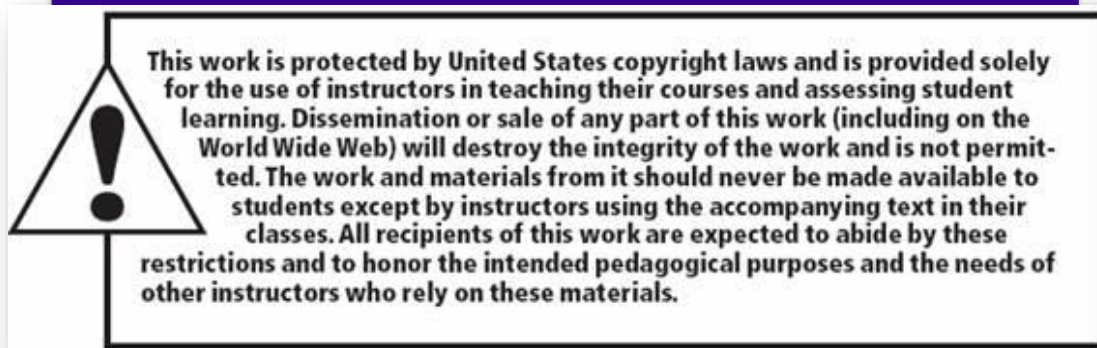 This work is protected by United States copyright laws and is provided solely
for the use of instructors in teaching their courses and assessing student
learning. Dissemination or sale of any part of this work (including on the
World Wide Web) will destroy the integrity of the work and is not permit-
ted. The work and materials from it should never be made available to
students except by instructors using the accompanying text in their
classes. All recipients of this work are expected to abide by these
restrictions and to honor the intended pedagogical purposes and the needs of
other instructors who rely on these materials.